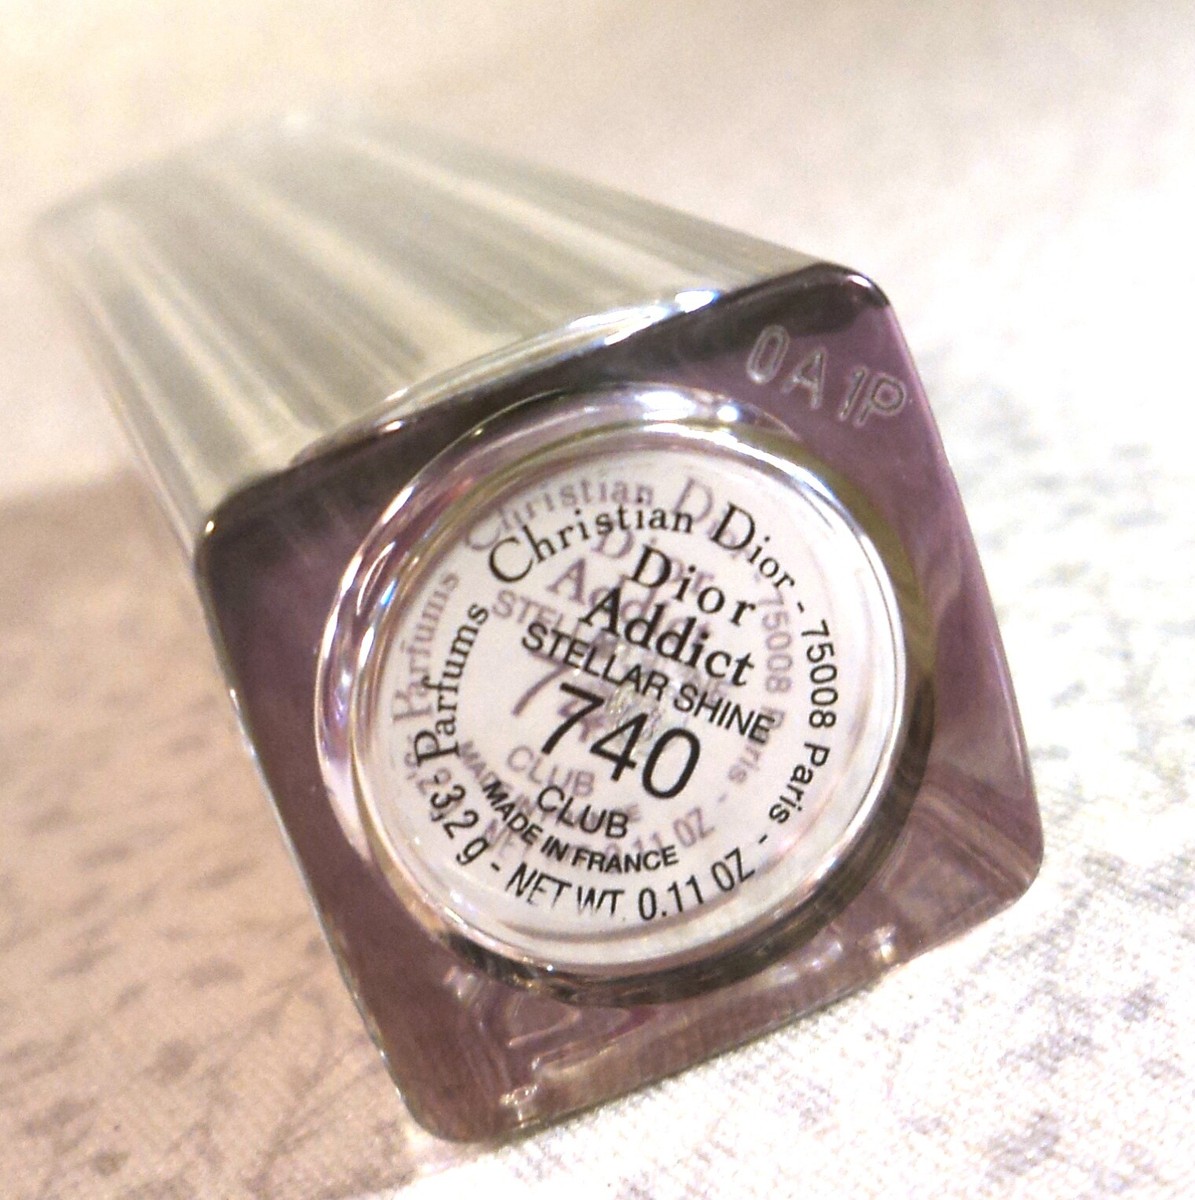 0A1P
Parfums Christian Dior - 75008 Paris -
Dior
Addict
STELLAR SHINE
740
CLUB
MADE IN FRANCE
3,2 g - NET WT. 0.11 OZ